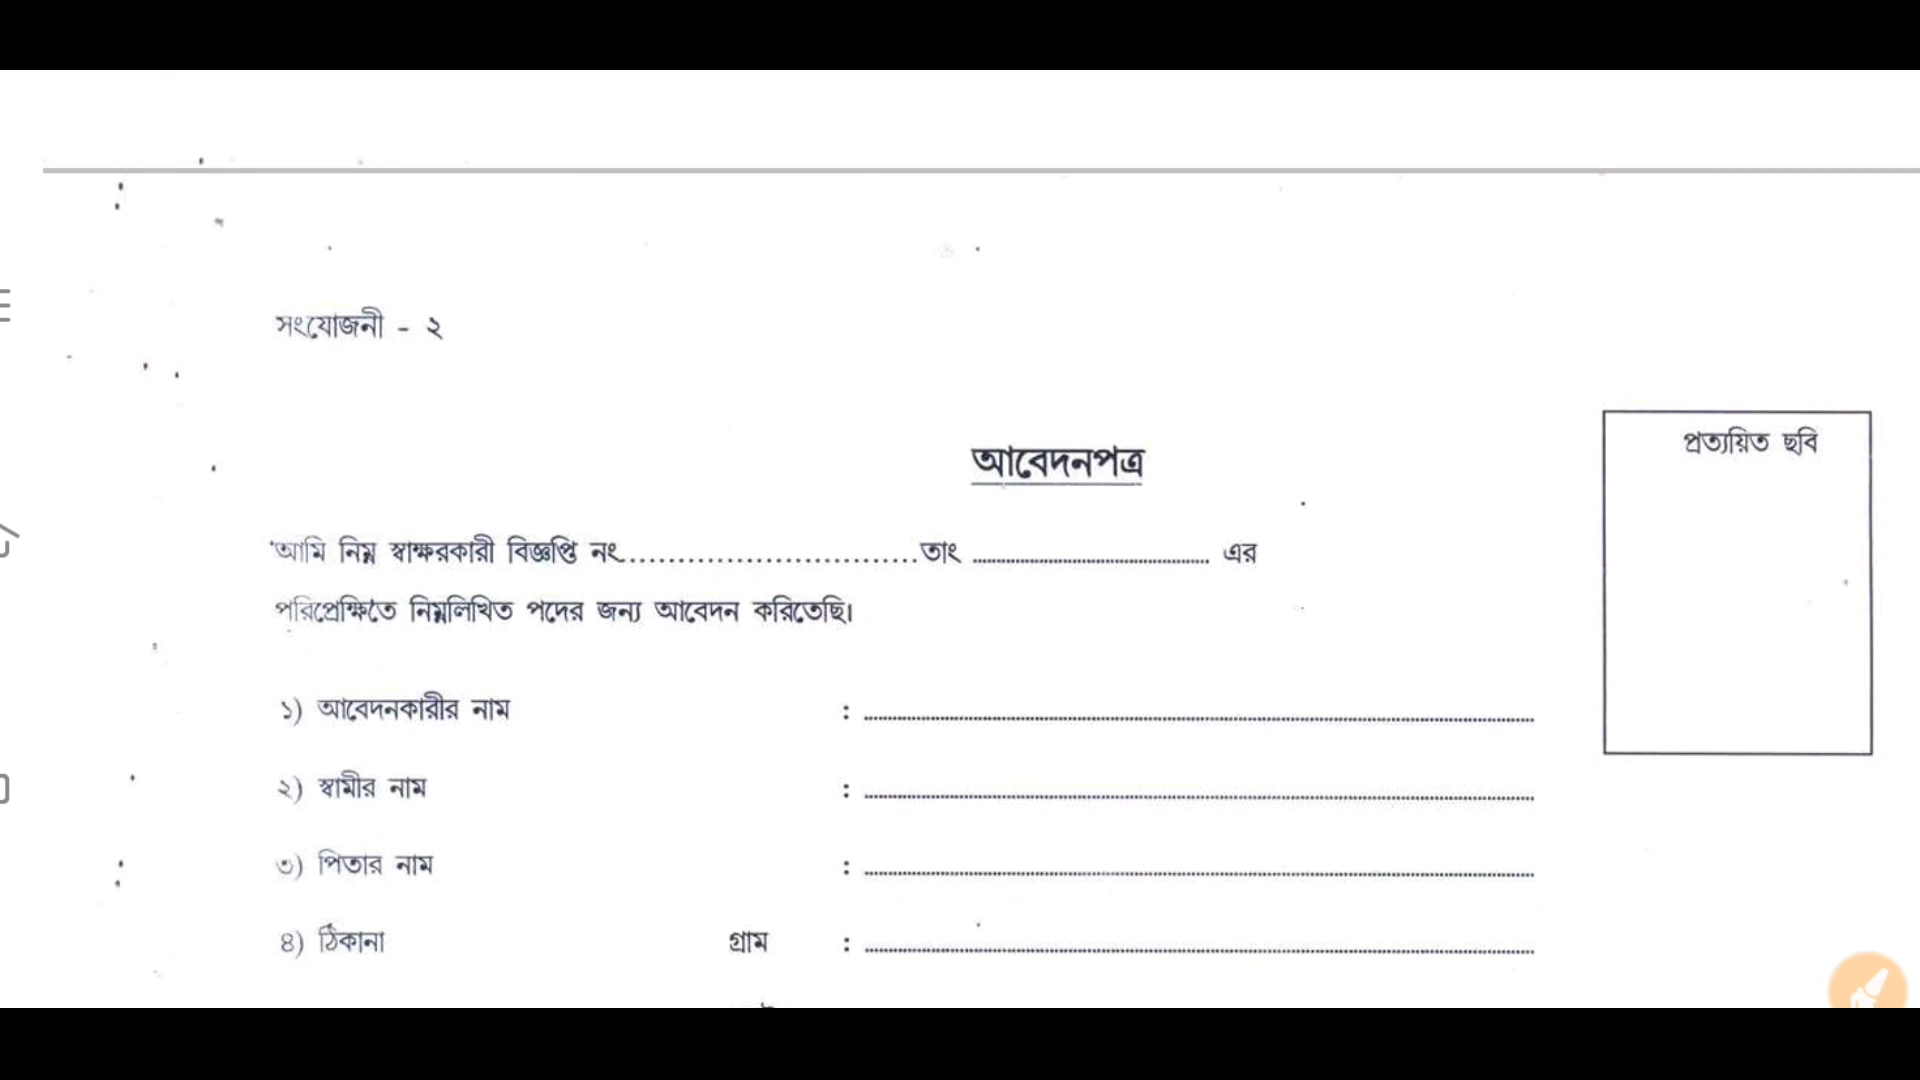 সংযোজনী - ২
আবেদনপত্র
প্রত্যয়িত ছবি
আমি নিম্ন স্বাক্ষরকারী বিজ্ঞপ্তি নং..............................তাং .............................................. এর
পরিপ্রেক্ষিতে নিম্নলিখিত পদের জন্য আবেদন করিতেছি।
১) আবেদনকারীর নাম : ..............................................
২) স্বামীর নাম : ..............................................
৩) পিতার নাম : ..............................................
৪) ঠিকানা গ্রাম : ..............................................